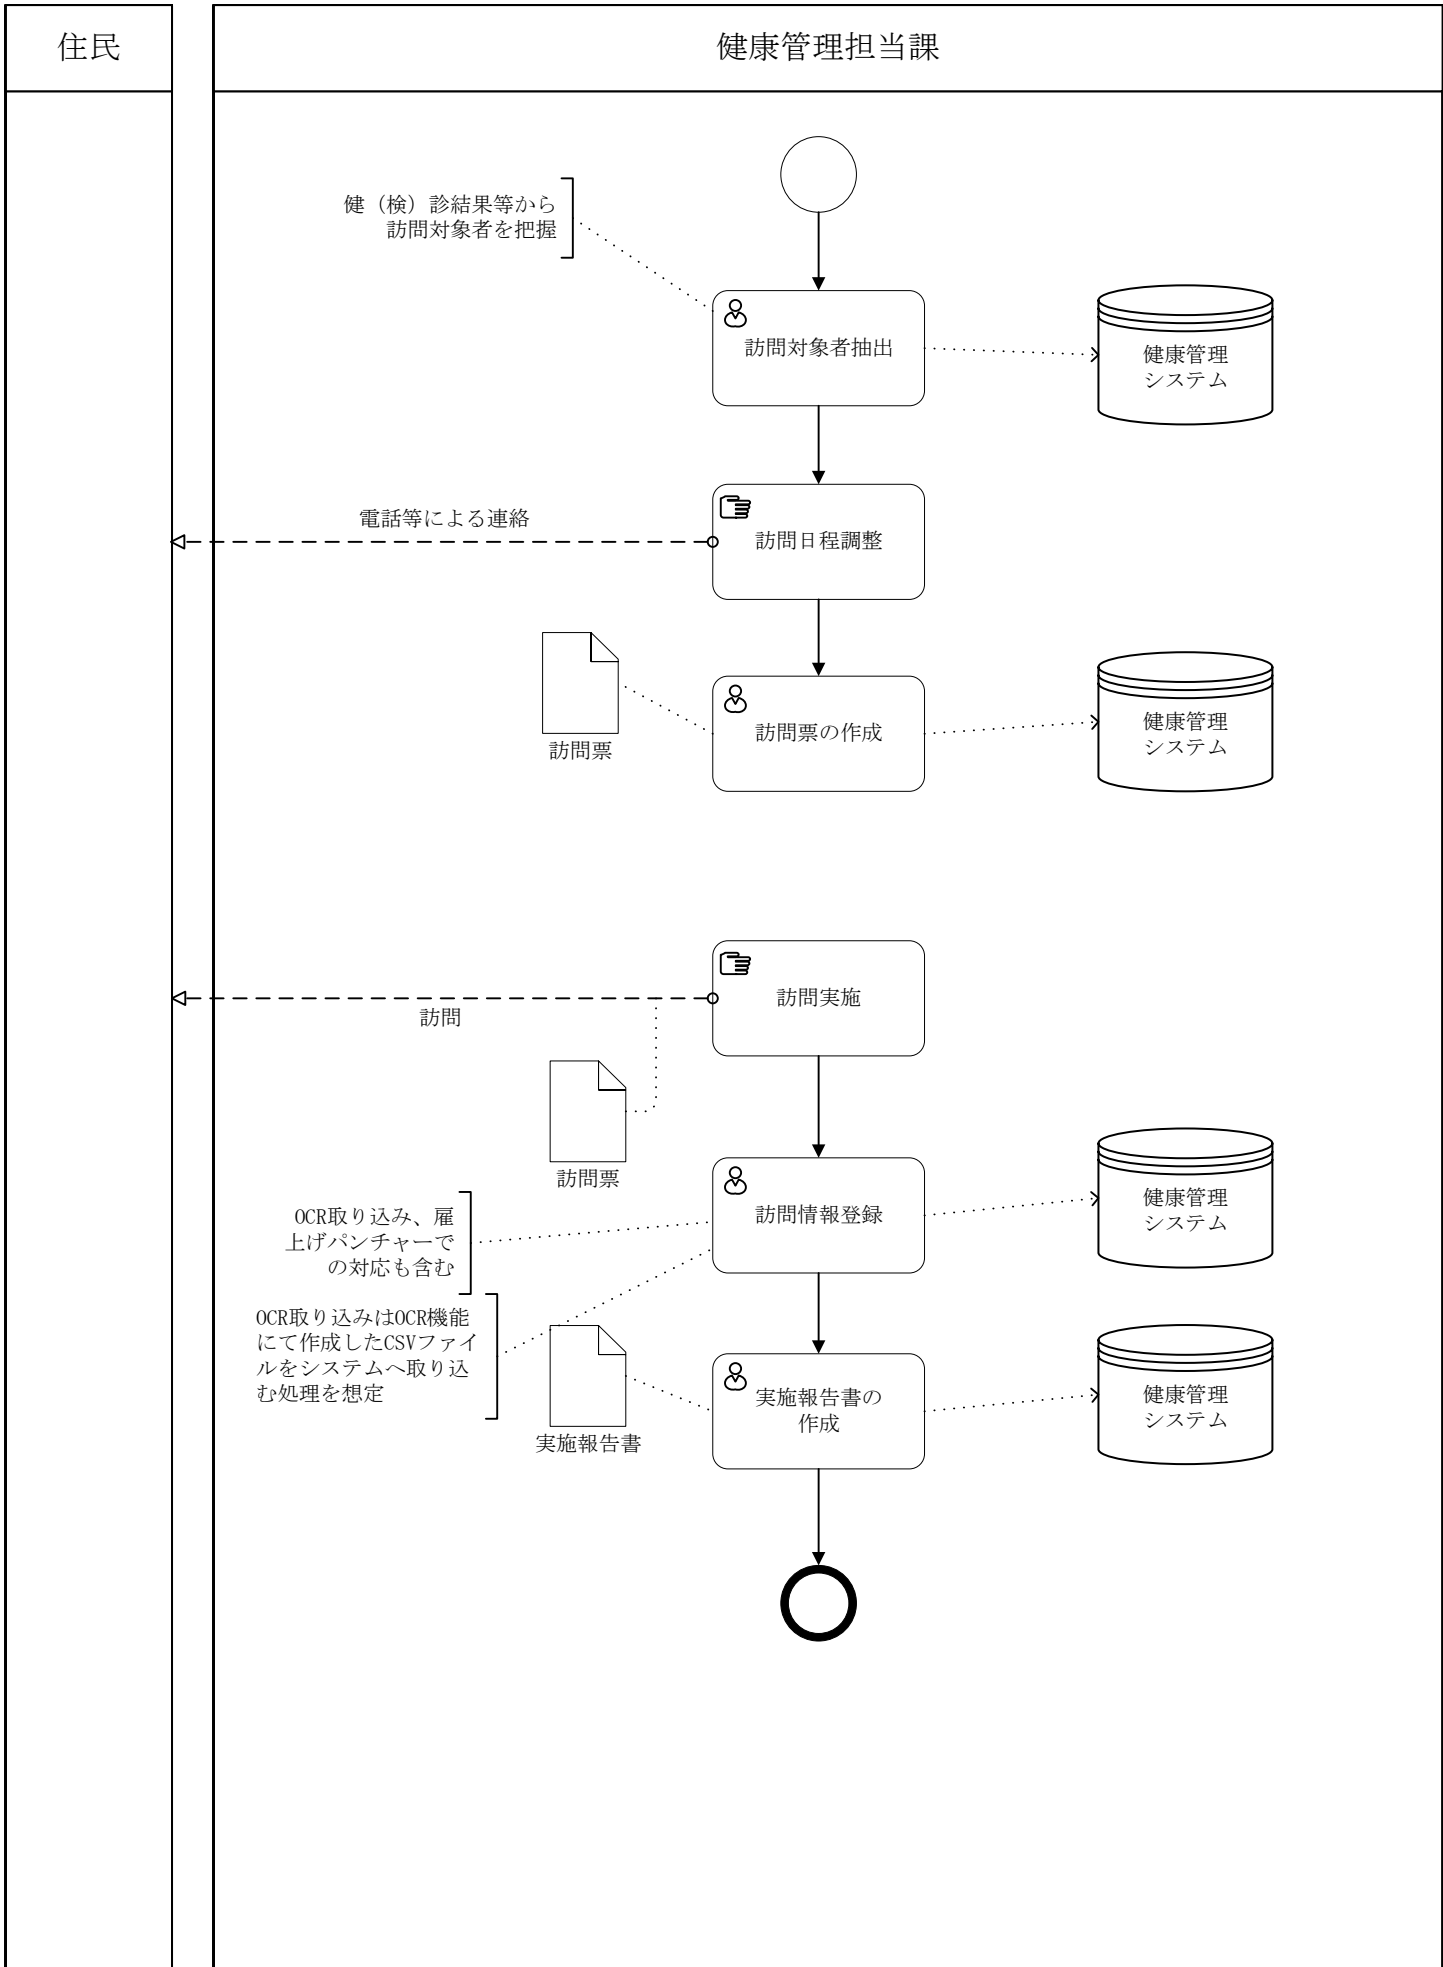 住民
健康管理担当課
健（検）診結果等から
訪問対象者を把握
訪問対象者抽出
健康管理
システム
電話等による連絡
訪問日程調整
訪問票
訪問票の作成
健康管理
システム
訪問実施
訪問
訪問票
OCR取り込み、雇
上げパンチャーで
の対応も含む
訪問情報登録
健康管理
システム
OCR取り込みはOCR機能
にて作成したCSVファイ
ルをシステムへ取り込
む処理を想定
実施報告書
実施報告書の
作成
健康管理
システム